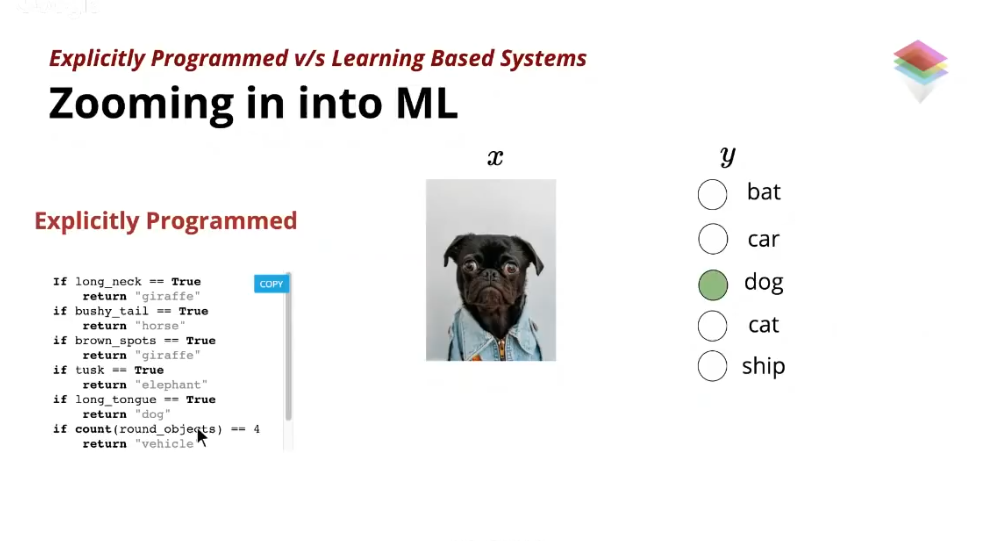 Explicitly Programmed v/s Learning Based Systems
Zooming in into ML
x
y
Explicitly Programmed
If long_neck == True
return "giraffe"
if bushy_tail == True
return "horse"
if brown_spots == True
return "giraffe"
if tusk == True
return "elephant"
if long_tongue == True
return "dog"
if count(round_objects) == 4
return "vehicle"
COPY
bat
car
dog
cat
ship